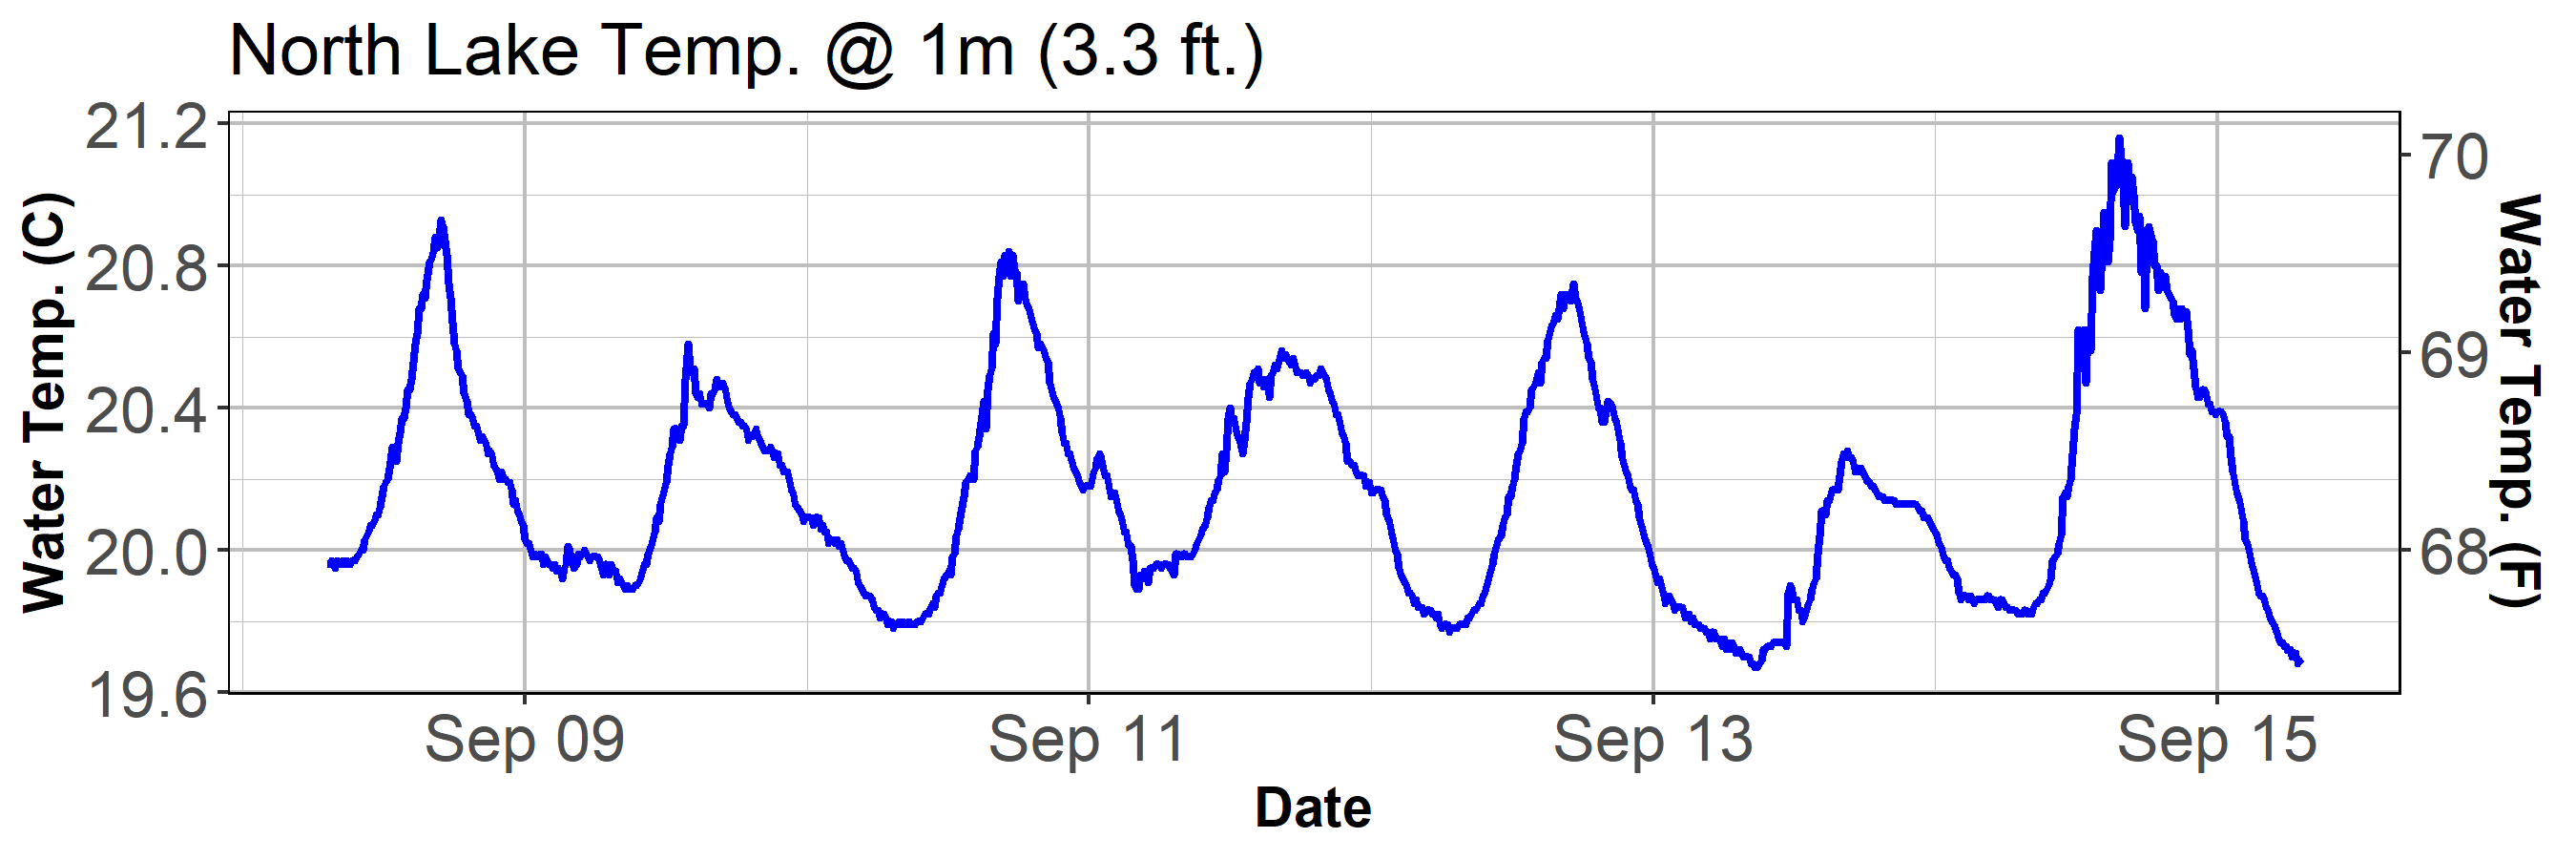 North Lake Temp. @ 1m (3.3 ft.)
21.2
20.8
20.4
20.0
19.6
Water Temp. (C)
70
69
68
Water Temp. (F)
Sep 09
Sep 11
Sep 13
Sep 15
Date